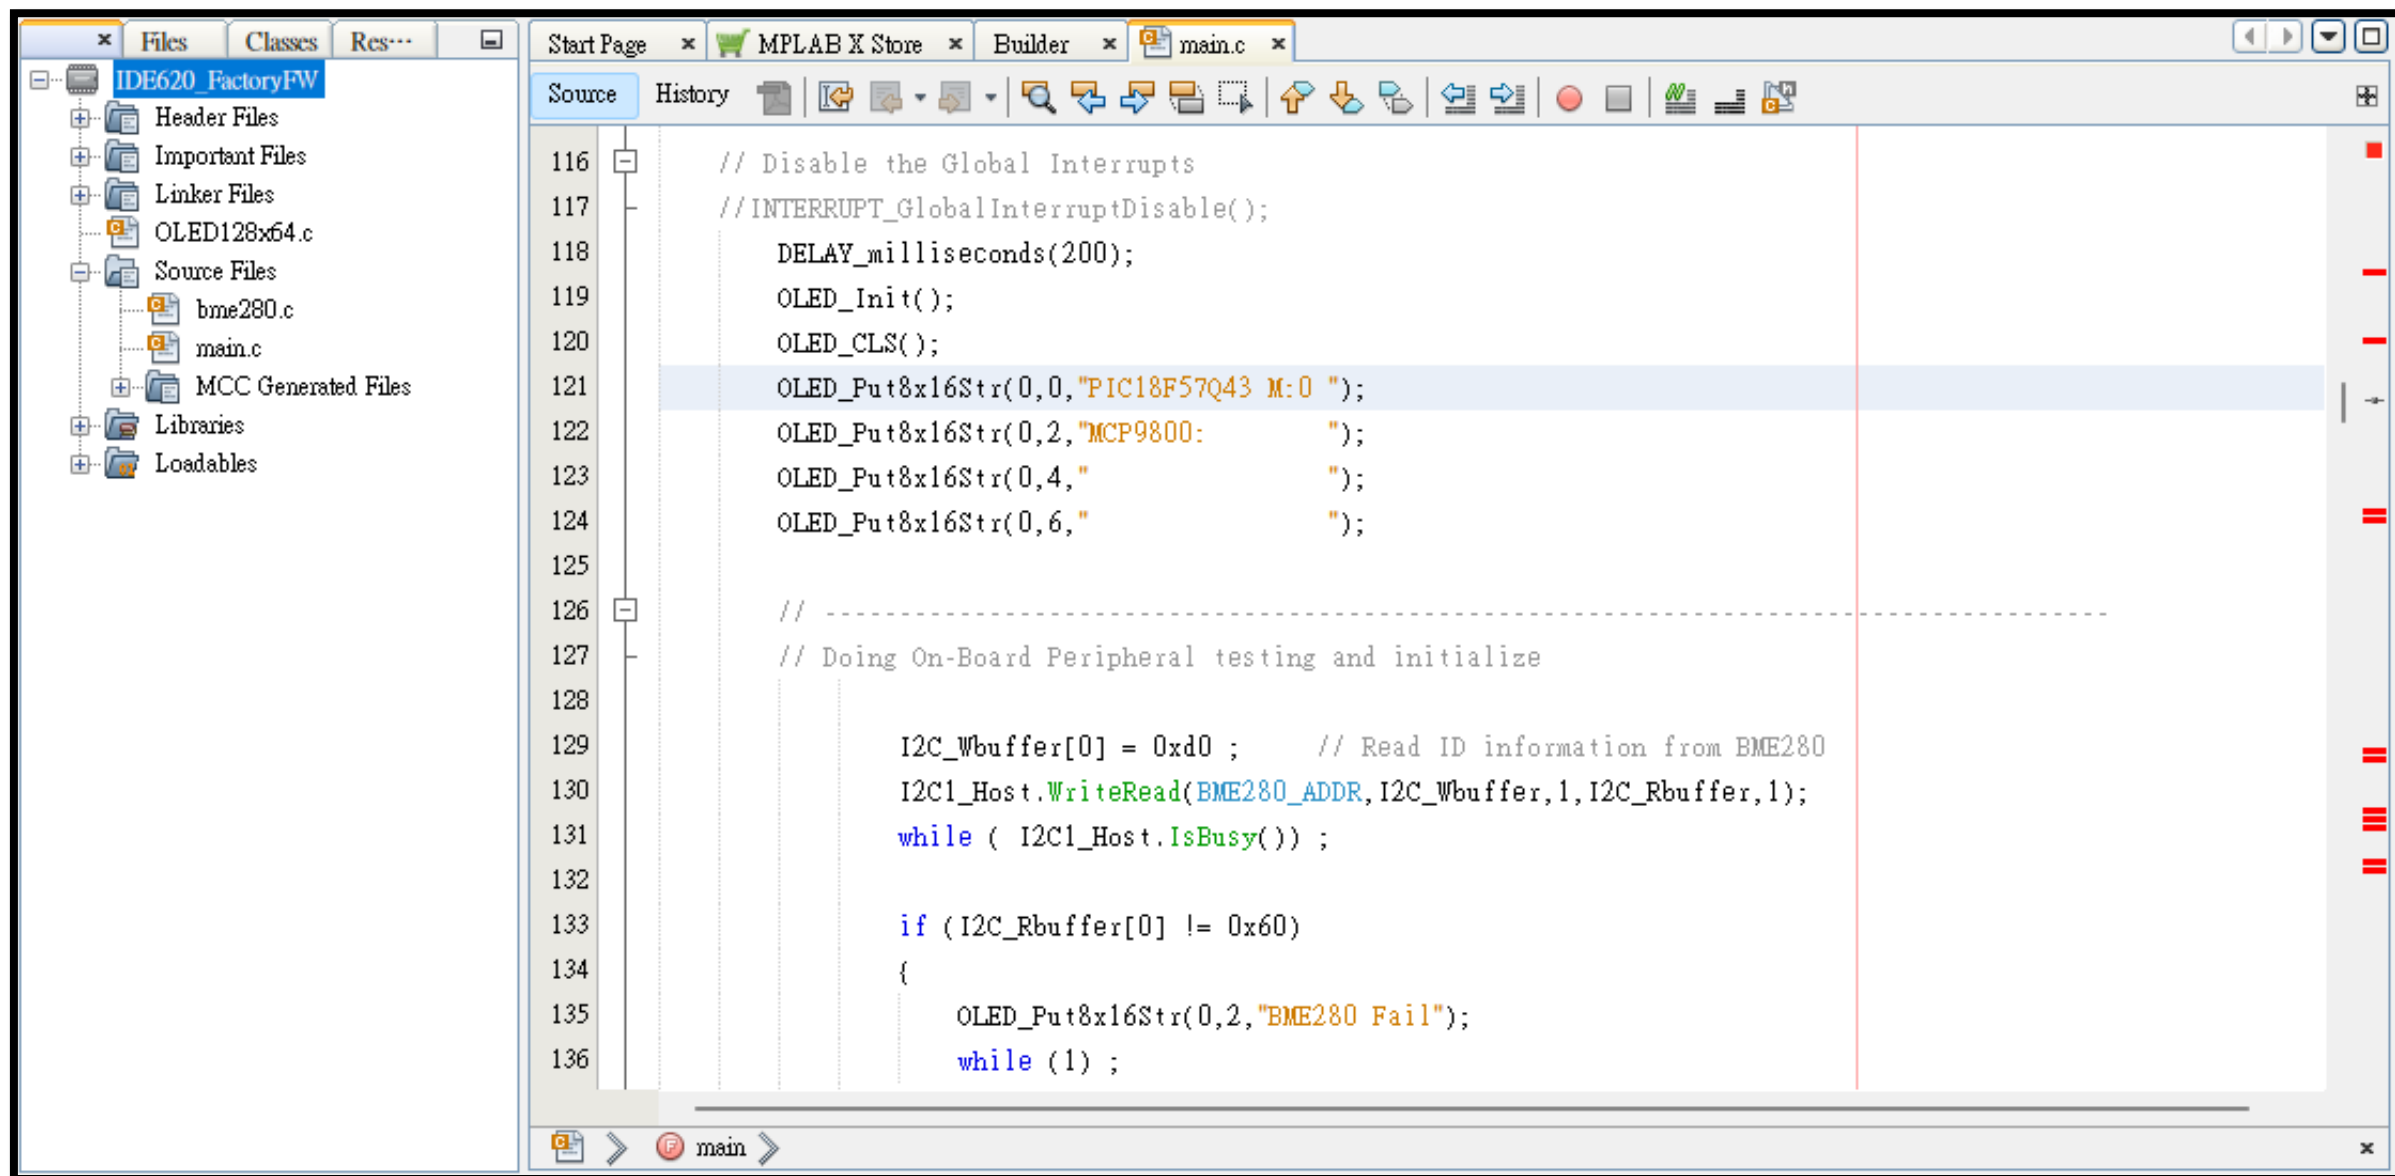 Files Classes Res···
IDE620_FactoryFW
Header Files
Important Files
Linker Files
OLED128x64.c
Source Files
bme280.c
main.c
MCC Generated Files
Libraries
Loadables
Start Page MPLAB X Store Builder main.c
Source History
116 // Disable the Global Interrupts
117 //INTERRUPT_GlobalInterruptDisable();
118 DELAY_milliseconds(200);
119 OLED_Init();
120 OLED_CLS();
121 OLED_Put8x16Str(0,0,"PIC18F57Q43 M:0 ");
122 OLED_Put8x16Str(0,2,"MCP9800:        ");
123 OLED_Put8x16Str(0,4,"                ");
124 OLED_Put8x16Str(0,6,"                ");
125
126 // --------------------------------------------------------------------------------------
127 // Doing On-Board Peripheral testing and initialize
128
129 I2C_Wbuffer[0] = 0xd0 ; // Read ID information from BME280
130 I2C1_Host.WriteRead(BME280_ADDR,I2C_Wbuffer,1,I2C_Rbuffer,1);
131 while ( I2C1_Host.IsBusy()) ;
132
133 if (I2C_Rbuffer[0] != 0x60)
134 {
135 OLED_Put8x16Str(0,2,"BME280 Fail");
136 while (1) ;
main